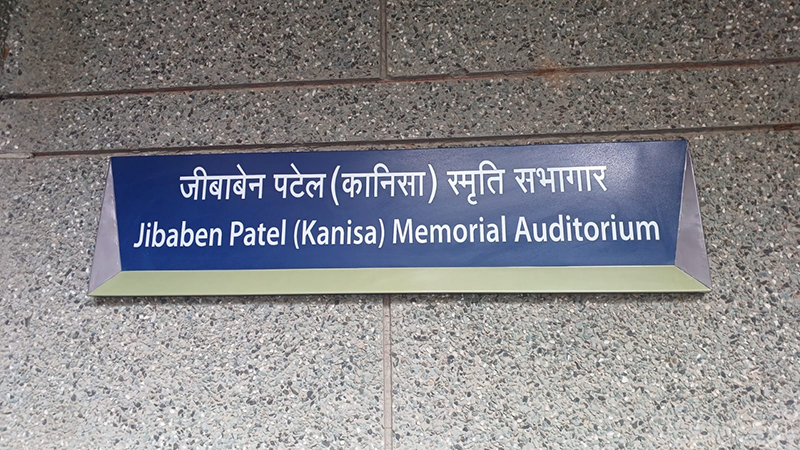 जीबाबेन पटेल (कानिसा) स्मृति सभागार
Jibaben Patel (Kanisa) Memorial Auditorium